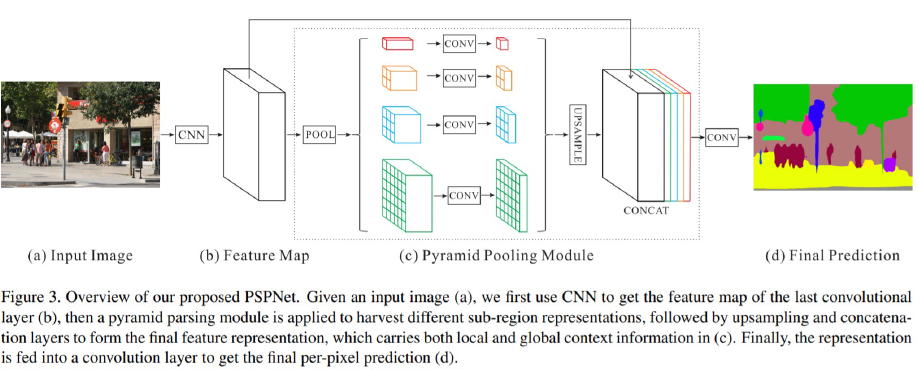 CNN
POOL
CONV
CONV
CONV
CONV
UPSAMPLE
CONCAT
CONV
(a) Input Image
(b) Feature Map
(c) Pyramid Pooling Module
(d) Final Prediction
Figure 3. Overview of our proposed PSPNet. Given an input image (a), we first use CNN to get the feature map of the last convolutional
layer (b), then a pyramid parsing module is applied to harvest different sub-region representations, followed by upsampling and concatena-
tion layers to form the final feature representation, which carries both local and global context information in (c). Finally, the representation
is fed into a convolution layer to get the final per-pixel prediction (d).